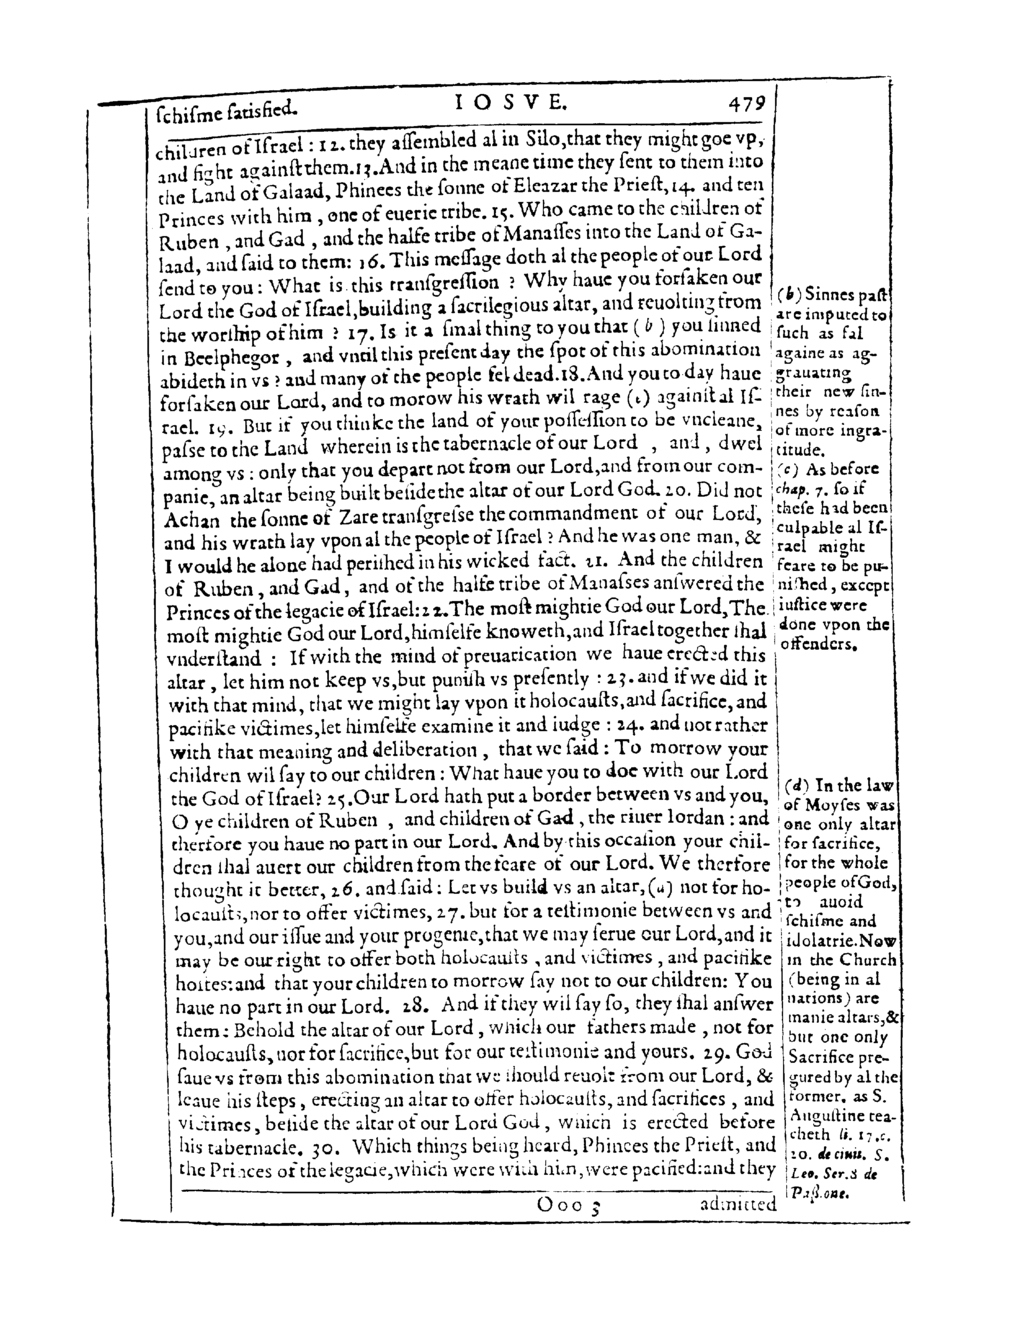 ſchiſme ſatisfied. IOSVE. 479
children of Iſrael : 12. they aſſembled al in Silo, that they might goe vp,
and fight againſt them. 13. And in the meane time they ſent to them into
the Land of Galaad, Phinees the ſonne of Eleazar the Prieſt, 14. and ten
Princes with him , one of euerie tribe. 15. Who came to the children of
Ruben , and Gad , and the halfe tribe of Manaſſes into the Land of Ga-
laad, and ſaid to them: 16. This meſſage doth al the people of our Lord
ſend to you : What is this tranſgreſſion ? Why haue you forſaken our
Lord the God of Iſrael, building a ſacrilegious altar, and reuolting from
the worſhip of him ? 17. Is it a ſmal thing to you that ( b ) you ſinned
in Beelphegor , and vntil this preſent day the ſpot of this abomination
abideth in vs ? and many of the people fel dead. 18. And you to day haue
forſaken our Lord, and to morow his wrath wil rage (c) againſt al Iſ-
rael. 19. But if you thinke the land of your poſſeſſion to be vncleane,
paſse to the Land wherein is the tabernacle of our Lord , and , dwel
among vs : only that you depart not from our Lord, and from our com-
panie, an altar being built beſide the altar of our Lord God. 20. Did not
Achan the ſonne of Zare tranſgreſse the commandment of our Lord,
and his wrath lay vpon al the people of Iſrael ? And he was one man, &
I would he alone had periſhed in his wicked fact. 21. And the children
of Ruben, and Gad, and of the halfe tribe of Manaſses anſwered the
Princes of the legacie of Iſrael: 22. The moſt mightie God our Lord, The
moſt mightie God our Lord, himſelfe knoweth, and Iſrael together ſhal
vnderſtand : If with the mind of preuarication we haue erected this
altar , let him not keep vs, but puniſh vs preſently : 23. and if we did it
with that mind, that we might lay vpon it holocauſts, and ſacrifice, and
pacifike victimes, let himſelfe examine it and iudge : 24. and not rather
with that meaning and deliberation , that we ſaid : To morrow your
children wil ſay to our children : What haue you to doe with our Lord
the God of Iſrael? 25. Our Lord hath put a border between vs and you,
O ye children of Ruben , and children of Gad , the riuer Iordan : and
therfore you haue no part in our Lord. And by this occaſion your chil-
dren ſhal auert our children from the feare of our Lord. We therfore
thought it better, 26. and ſaid : Let vs build vs an altar, (d) not for ho-
locauſts, nor to offer victimes, 27. but for a teſtimonie between vs and
you, and our iſſue and your progenie, that we may ſerue our Lord, and it
may be our right to offer both holocauſts , and victimes , and pacifike
hoſtes: and that your children to morrow ſay not to our children: You
haue no part in our Lord. 28. And if they wil ſay ſo, they ſhal anſwer
them : Behold the altar of our Lord , which our fathers made , not for
holocauſts, nor for ſacrifice, but for our teſtimonie and yours. 29. God
ſaue vs from this abomination that we ſhould reuolt from our Lord, &
leaue his ſteps , erecting an altar to offer holocauſts, and ſacrifices , and
victimes, beſide the altar of our Lord God, which is erected before
his tabernacle. 30. Which things being heard, Phinees the Prieſt, and
the Princes of the legacie, which were with him, were pacified: and they
Ooo 3 admitted
(b) Sinnes paſt
are imputed to
ſuch as fal
againe as ag-
grauating
their new ſin-
nes by reaſon
of more ingra-
titude.
(c) As before
chap. 7. ſo if
theſe had been
culpable al Iſ-
rael might
feare to be pu-
niſhed, except
iuſtice were
done vpon the
offenders.
(d) In the law
of Moyſes was
one only altar
for ſacrifice,
for the whole
people of God,
to auoid
ſchiſme and
idolatrie. Now
in the Church
(being in al
nations) are
manie altars, &
but one only
Sacrifice pre-
gured by al the
former. as S.
Auguſtine tea-
cheth li. 17. c.
20. de ciuit. S.
Leo. Ser. 8 de
Paſsione.